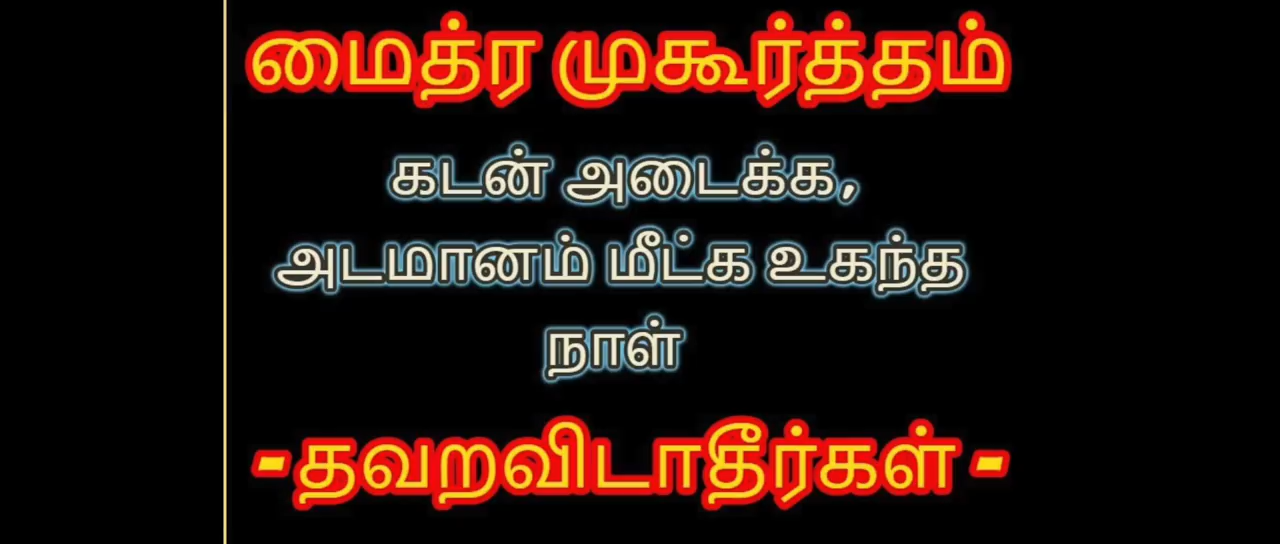 மைத்ர முகூர்த்தம்
கடன் அடைக்க,
அடமானம் மீட்க உகந்த
நாள்
- தவறவிடாதீர்கள் -